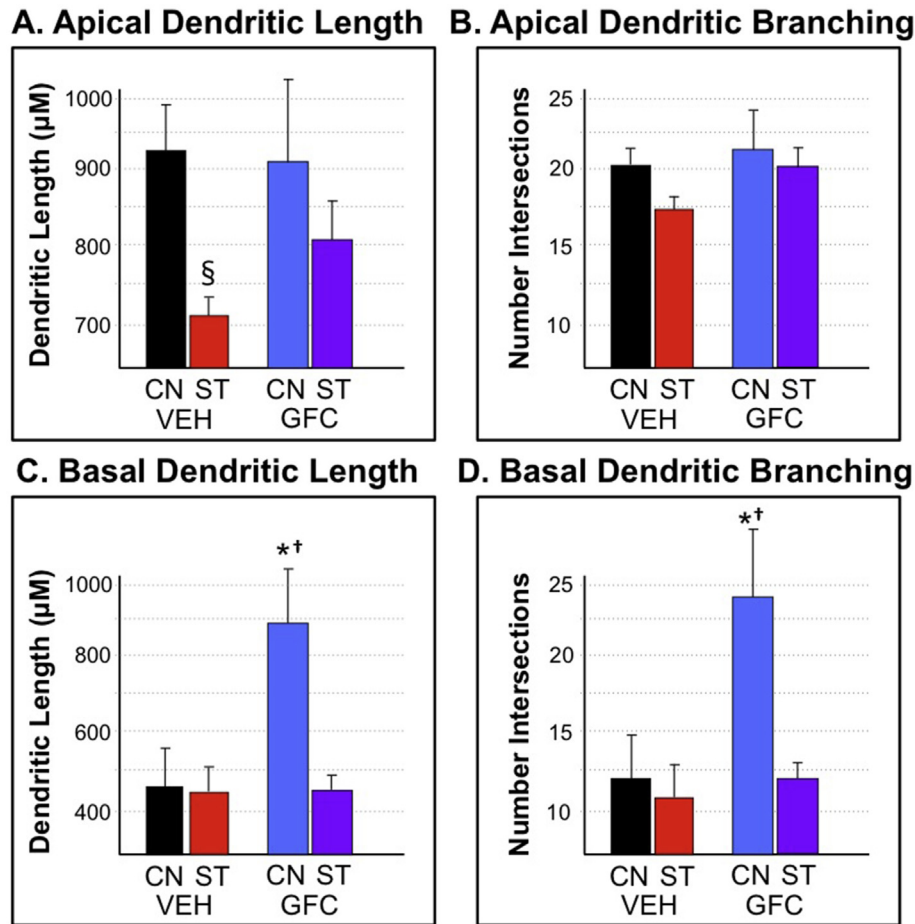 A. Apical Dendritic Length
Dendritic Length (µM)
1000
900
800
700
§
CN ST CN ST
VEH GFC
B. Apical Dendritic Branching
Number Intersections
25
20
15
10
CN ST CN ST
VEH GFC
C. Basal Dendritic Length
Dendritic Length (µM)
1000
800
600
400
*†
CN ST CN ST
VEH GFC
D. Basal Dendritic Branching
Number Intersections
25
20
15
10
*†
CN ST CN ST
VEH GFC